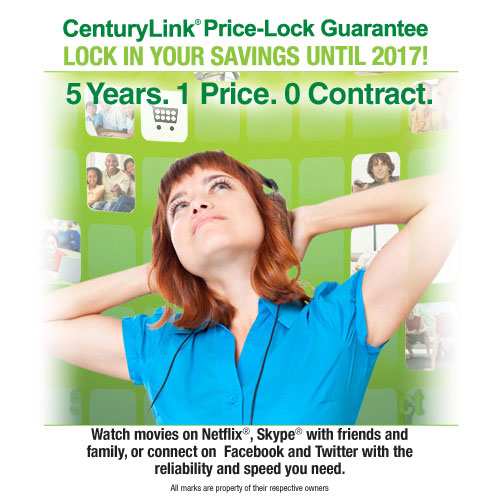 CenturyLink® Price-Lock Guarantee
LOCK IN YOUR SAVINGS UNTIL 2017!
5 Years. 1 Price. 0 Contract.
Watch movies on Netflix®, Skype® with friends and
family, or connect on Facebook and Twitter with the
reliability and speed you need.
All marks are property of their respective owners